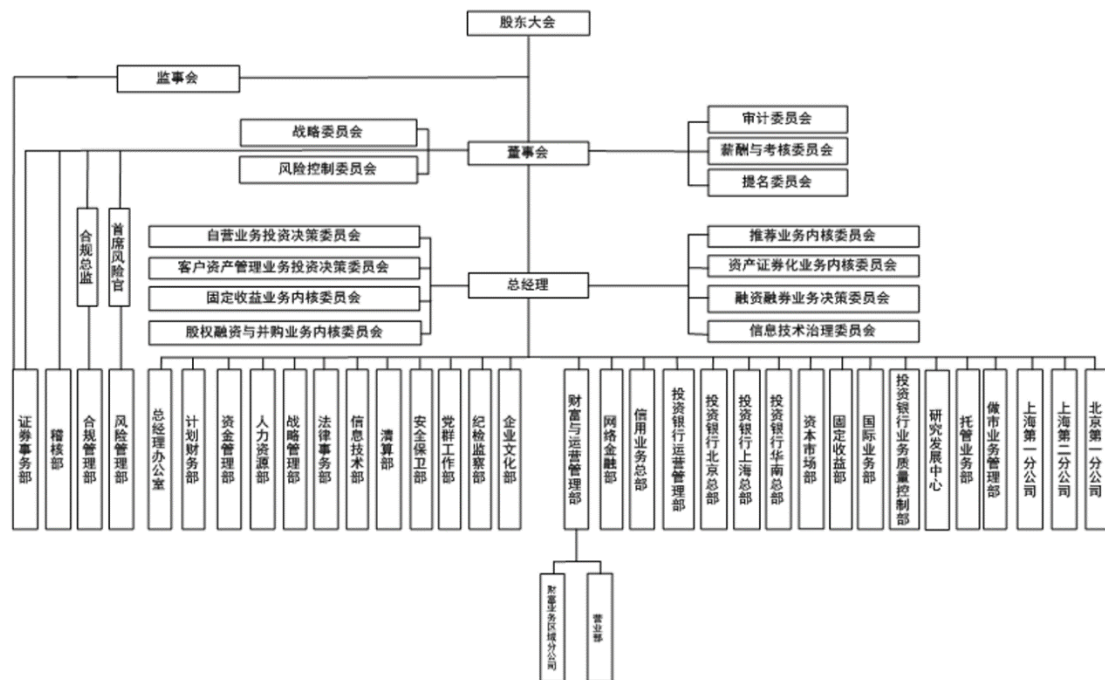 股东大会
监事会
战略委员会
风险控制委员会
董事会
审计委员会
薪酬与考核委员会
提名委员会
合规总监
首席风险官
自营业务投资决策委员会
客户资产管理业务投资决策委员会
固定收益业务内核委员会
股权融资与并购业务内核委员会
总经理
推荐业务内核委员会
资产证券化业务内核委员会
融资融券业务决策委员会
信息技术治理委员会
证券事务部
稽核部
合规管理部
风险管理部
总经理办公室
计划财务部
资金管理部
人力资源部
战略管理部
法律事务部
信息技术部
清算部
安全保卫部
党群工作部
纪检监察部
企业文化部
财富与运营管理部
网络金融部
信用业务总部
投资银行运营管理部
投资银行北京总部
投资银行上海总部
投资银行华南总部
资本市场部
固定收益部
国际业务部
投资银行业务质量控制部
研究发展中心
托管业务部
做市业务管理部
上海第一分公司
上海第二分公司
北京第一分公司
财富业务区域分公司
营业部